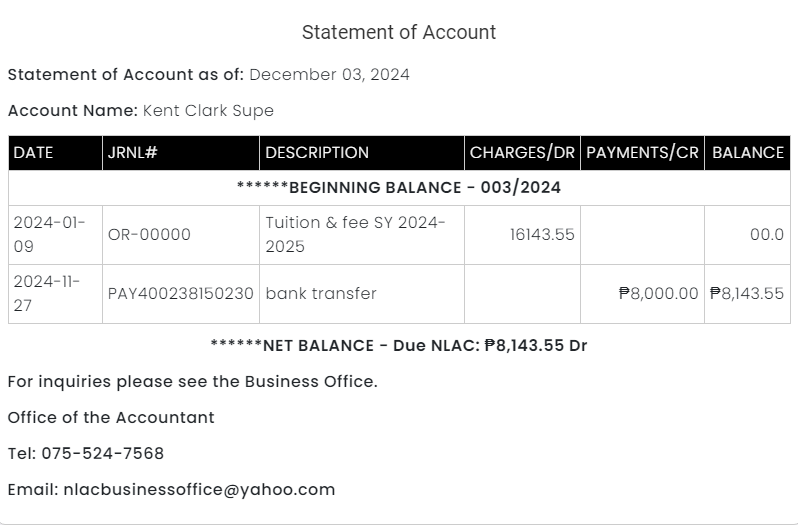 Statement of Account
Statement of Account as of: December 03, 2024
Account Name: Kent Clark Supe
DATE JRNL# DESCRIPTION CHARGES/DR PAYMENTS/CR BALANCE
******BEGINNING BALANCE - 003/2024
2024-01-09 OR-00000 Tuition & fee SY 2024-2025 16143.55 00.0
2024-11-27 PAY400238150230 bank transfer ₱8,000.00 ₱8,143.55
******NET BALANCE - Due NLAC: ₱8,143.55 Dr
For inquiries please see the Business Office.
Office of the Accountant
Tel: 075-524-7568
Email: nlacbusinessoffice@yahoo.com